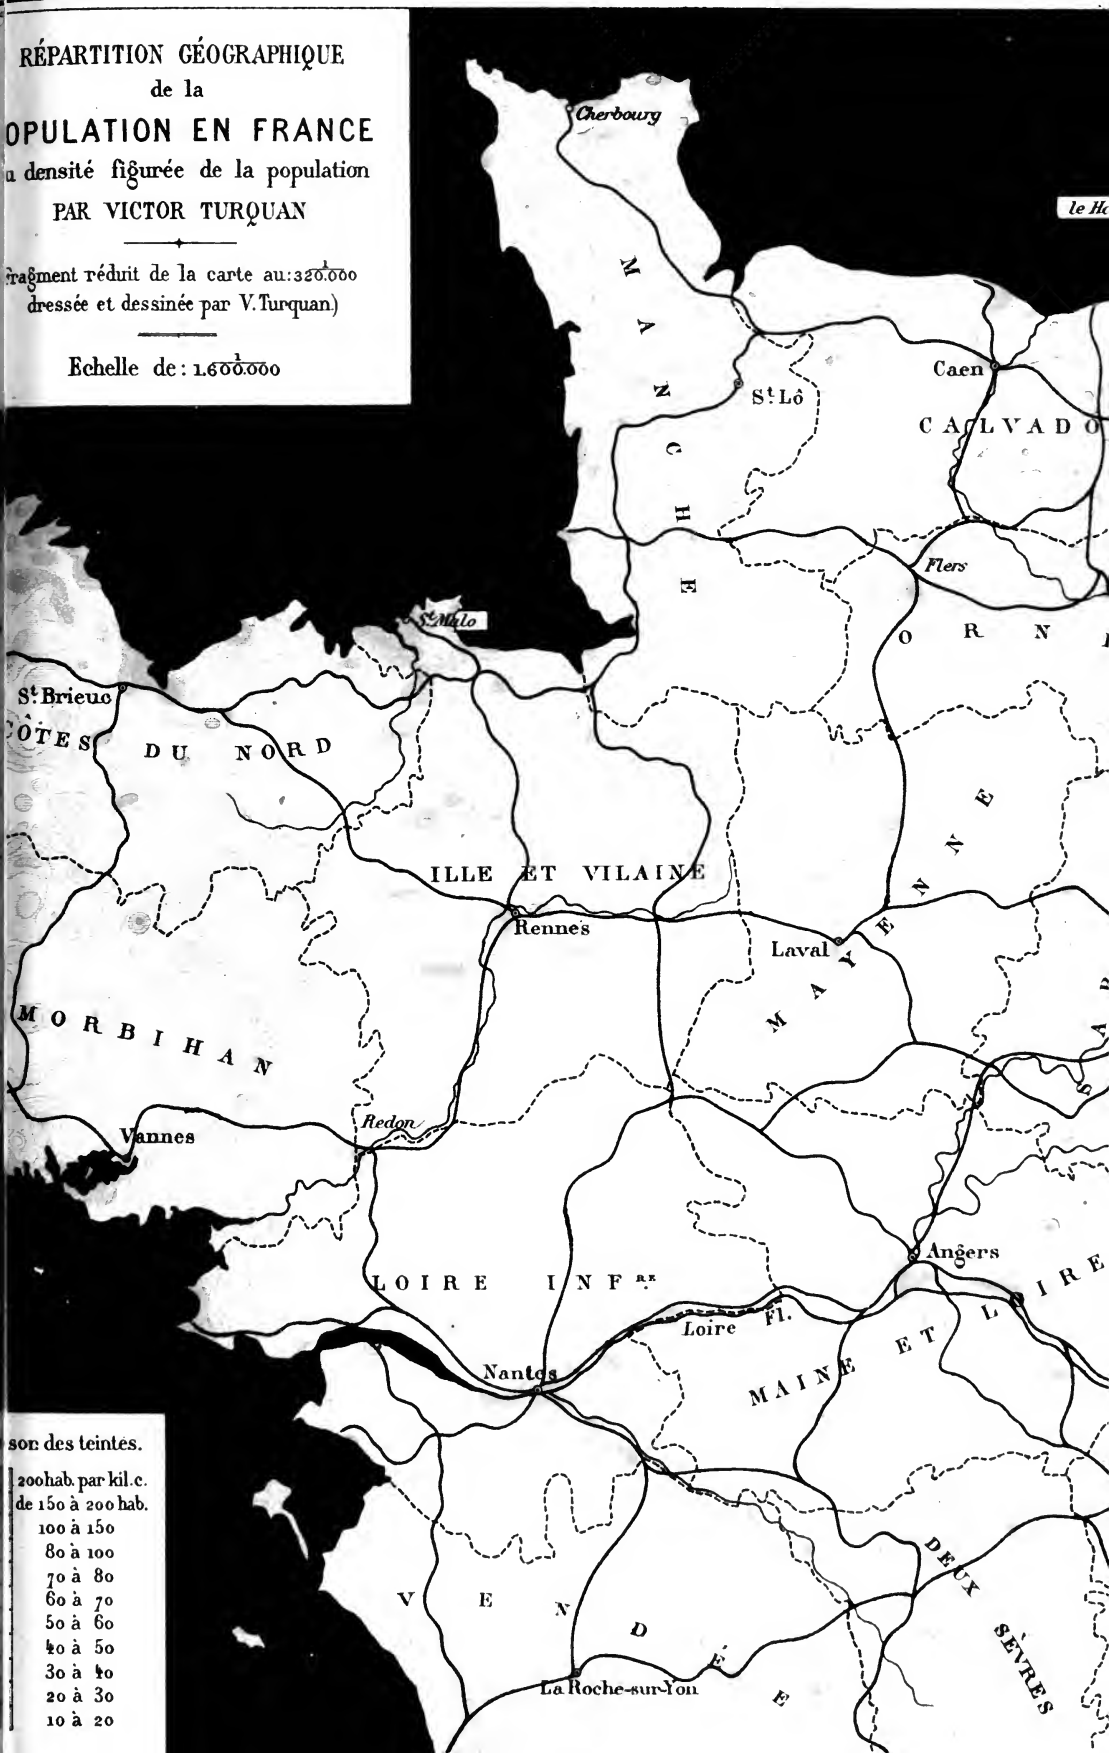 RÉPARTITION GÉOGRAPHIQUE
de la
OPULATION EN FRANCE
a densité figurée de la population
PAR VICTOR TURQUAN
fragment réduit de la carte au: 1/320.000
dressée et dessinée par V. Turquan.)
Echelle de: 1/1.600.000
Cherbourg
le Ha
MANCHE
Caen
St. Lô
CALVADO
Flers
ORN
St. Malo
St. Brieuc
CÔTES DU NORD
MAYENNE
ILLE ET VILAINE
Rennes
Laval
MORBIHAN
SAR
Redon
Vannes
Angers
LOIRE INFRE.
Loire Fl.
MAINE ET LOIRE
Nantes
son des teintes.
200 hab. par kil. c.
de 150 à 200 hab.
100 à 150
80 à 100
70 à 80
60 à 70
50 à 60
40 à 50
30 à 40
20 à 30
10 à 20
VENDÉE
La Roche-sur-Yon
DEUX SÈVRES